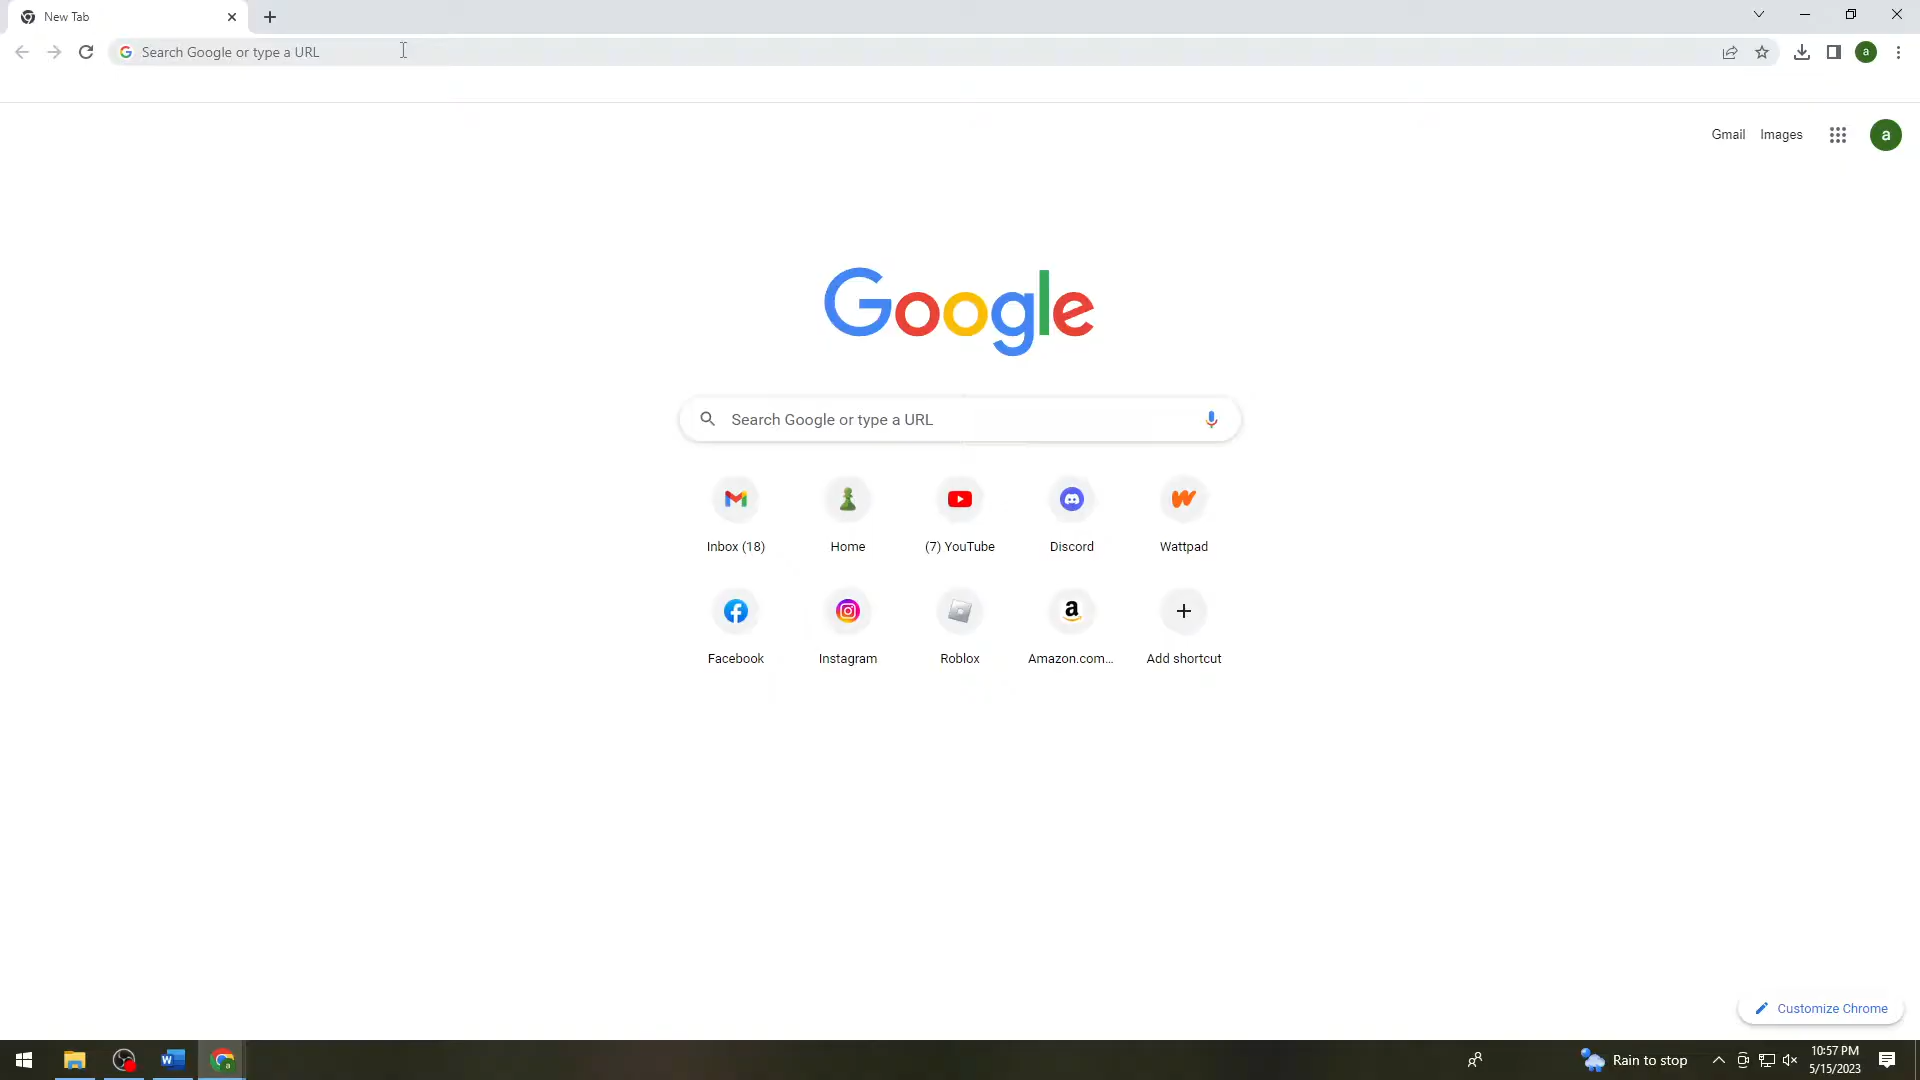 New Tab
Search Google or type a URL
a
Gmail Images
a
Google
Search Google or type a URL
Inbox (18) Home (7) YouTube Discord Wattpad
Facebook Instagram Roblox Amazon.com... Add shortcut
Customize Chrome
Rain to stop
10:57 PM
5/15/2023